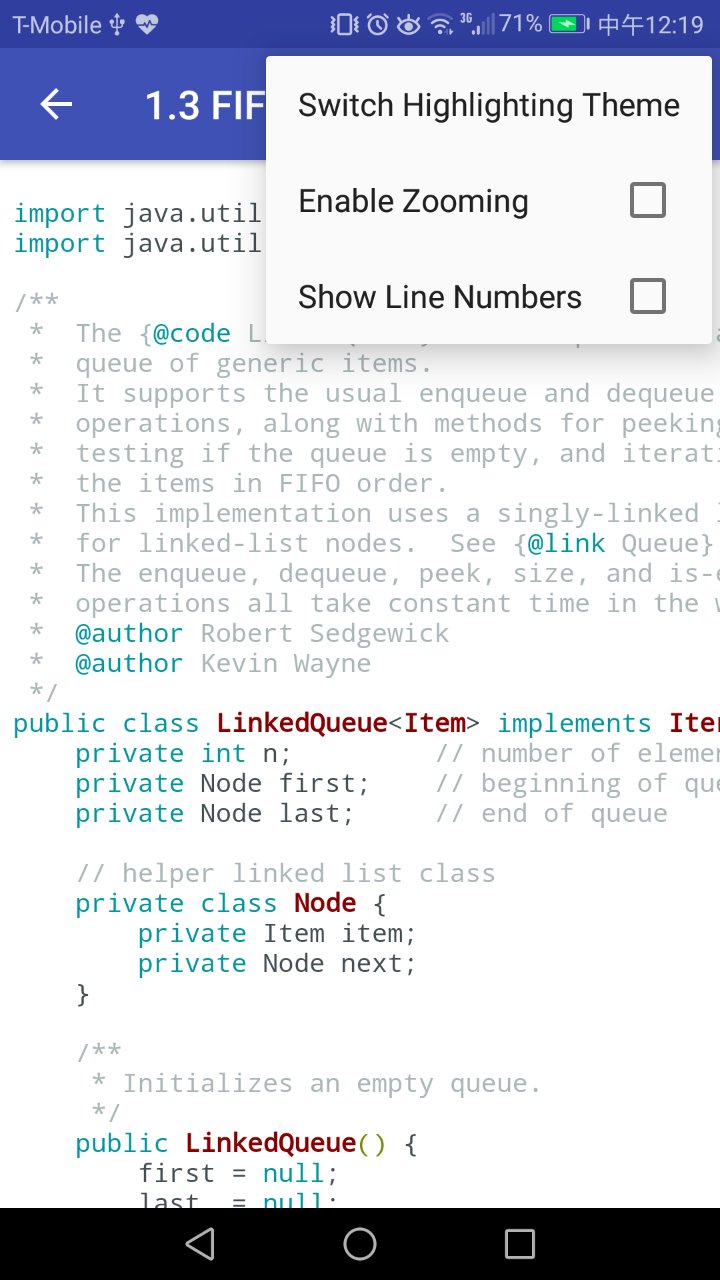 T-Mobile 3G 71% 中午12:19
1.3 FIF
Switch Highlighting Theme
Enable Zooming
Show Line Numbers
import java.util
import java.util
/**
 *  The {@code L
 *  queue of generic items.
 *  It supports the usual enqueue and dequeue
 *  operations, along with methods for peeking
 *  testing if the queue is empty, and iterati
 *  the items in FIFO order.
 *  This implementation uses a singly-linked l
 *  for linked-list nodes.  See {@link Queue}
 *  The enqueue, dequeue, peek, size, and is-e
 *  operations all take constant time in the w
 *  @author Robert Sedgewick
 *  @author Kevin Wayne
 */
public class LinkedQueue<Item> implements Iter
    private int n;         // number of elemen
    private Node first;    // beginning of que
    private Node last;     // end of queue
    // helper linked list class
    private class Node {
        private Item item;
        private Node next;
    }
    /**
     * Initializes an empty queue.
     */
    public LinkedQueue() {
        first = null;
        last  = null;